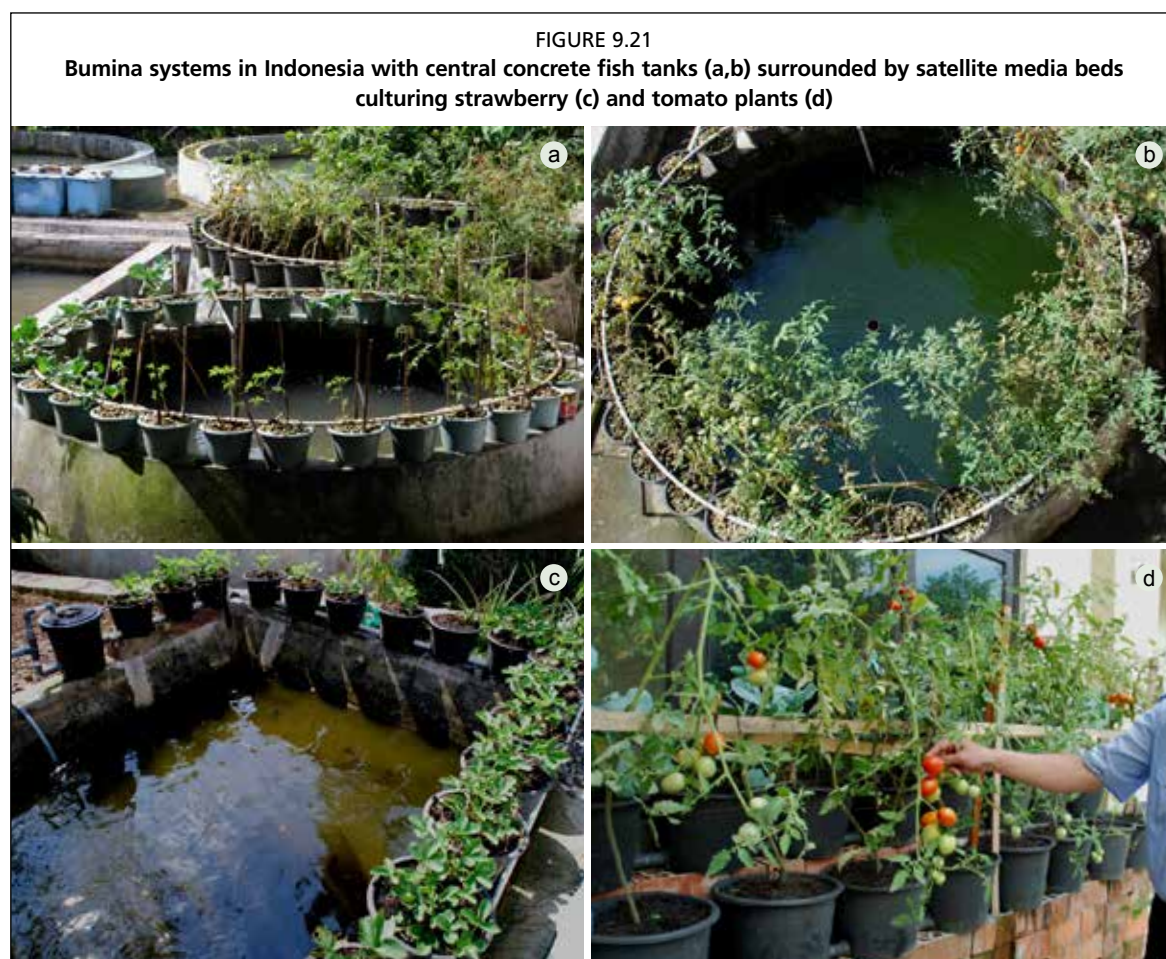 FIGURE 9.21
Bumina systems in Indonesia with central concrete fish tanks (a,b) surrounded by satellite media beds
culturing strawberry (c) and tomato plants (d)
a
b
c
d